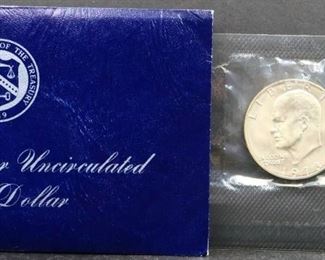 OF THE TREASURY
9
r Uncirculated
Dollar
LIBERTY
IN GOD
WE TRUST